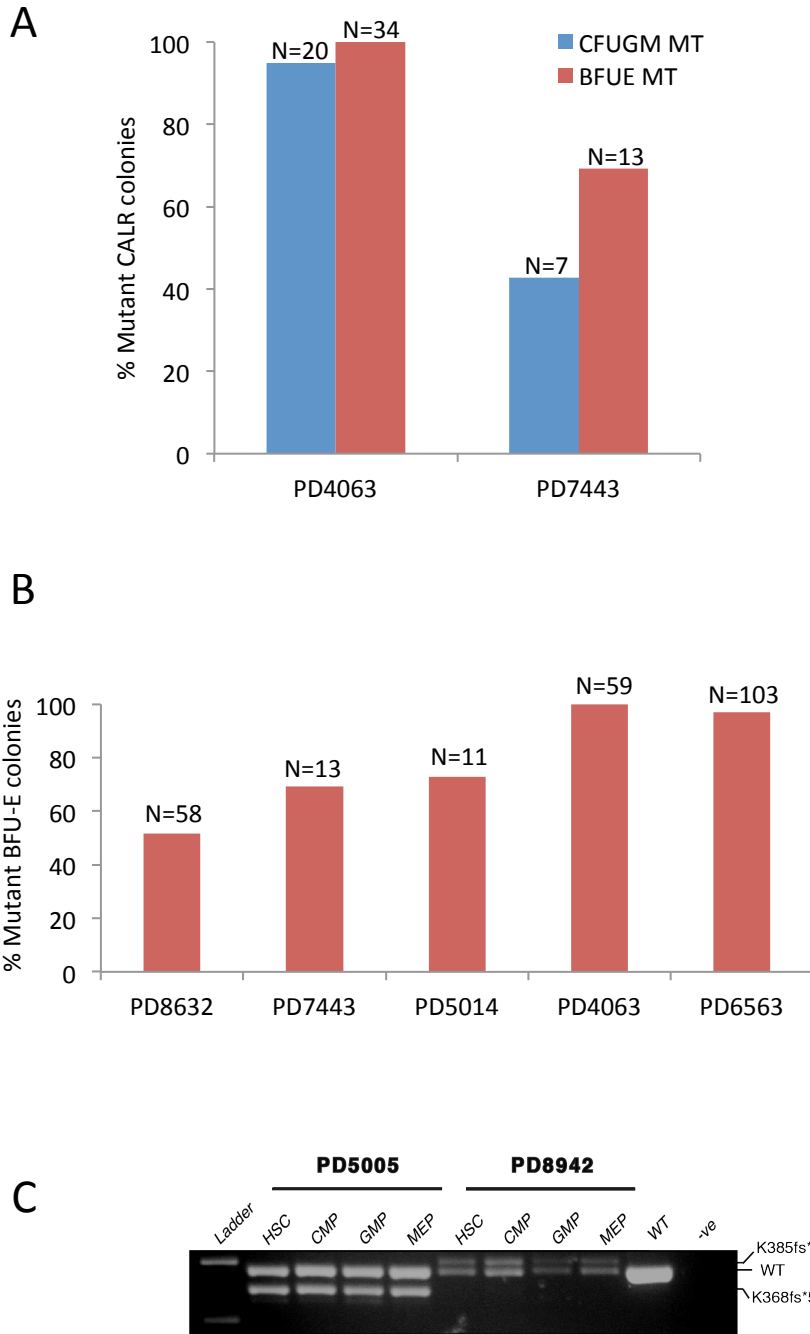 A
% Mutant CALR colonies
100
80
60
40
20
0
N=20
N=34
N=7
N=13
CFUGM MT
BFUE MT
PD4063
PD7443
B
% Mutant BFU-E colonies
100
80
60
40
20
0
N=58
N=13
N=11
N=59
N=103
PD8632
PD7443
PD5014
PD4063
PD6563
C
PD5005
PD8942
Ladder
HSC
CMP
GMP
MEP
HSC
CMP
GMP
MEP
WT
-ve
K385fs*
WT